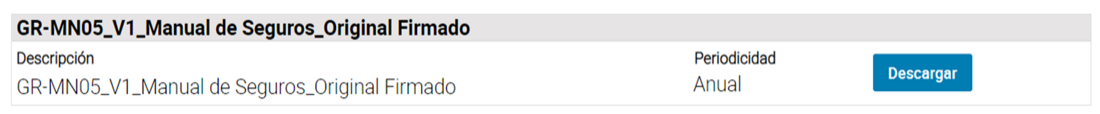 GR-MN05_V1_Manual de Seguros_Original Firmado
Descripción
GR-MN05_V1_Manual de Seguros_Original Firmado
Periodicidad
Anual
Descargar